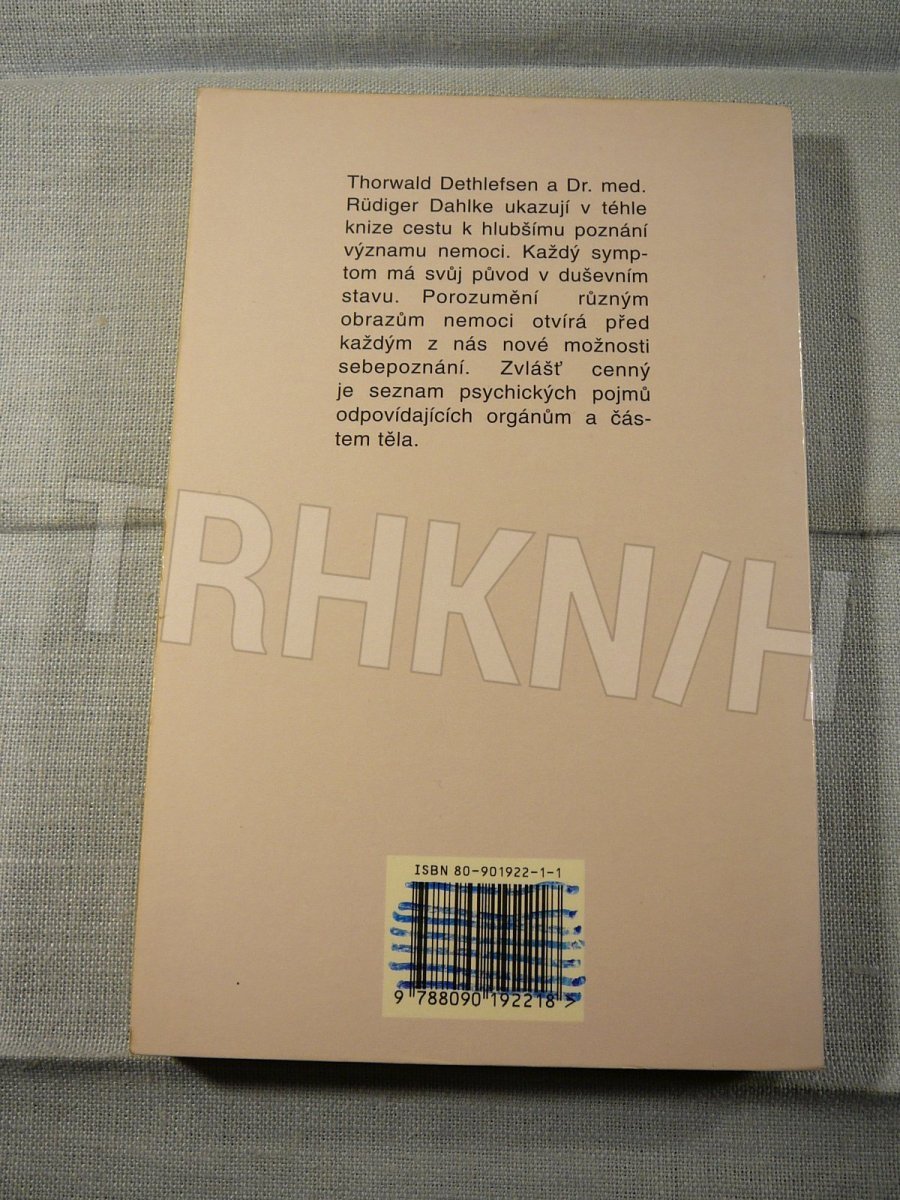 Thorwald Dethlefsen a Dr. med.
Rüdiger Dahlke ukazují v téhle
knize cestu k hlubšímu poznání
významu nemoci. Každý symp-
tom má svůj původ v duševním
stavu. Porozumění různým
obrazům nemoci otvírá před
každým z nás nové možnosti
sebepoznání. Zvlášť cenný
je seznam psychických pojmů
odpovídajících orgánům a čás-
tem těla.
TRHKNIH
ISBN 80-901922-1-1
9 788090 192218 >